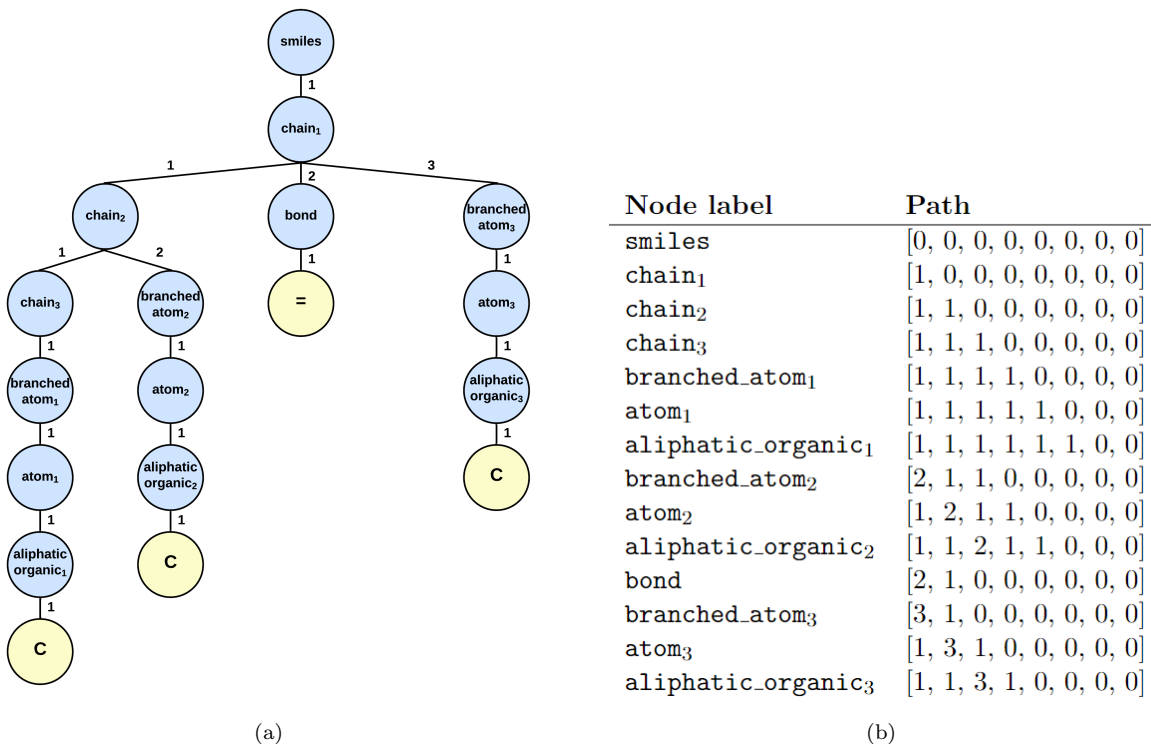 smiles
1
chain₁
1
2
3
chain₂
bond
branched
atom₃
1
2
1
1
chain₃
branched
atom₂
=
atom₃
1
1
1
branched
atom₁
atom₂
aliphatic
organic₃
1
1
1
atom₁
aliphatic
organic₂
C
1
1
aliphatic
organic₁
C
1
C
(a)
Node label Path
smiles [0, 0, 0, 0, 0, 0, 0, 0]
chain₁ [1, 0, 0, 0, 0, 0, 0, 0]
chain₂ [1, 1, 0, 0, 0, 0, 0, 0]
chain₃ [1, 1, 1, 0, 0, 0, 0, 0]
branched_atom₁ [1, 1, 1, 1, 0, 0, 0, 0]
atom₁ [1, 1, 1, 1, 1, 0, 0, 0]
aliphatic_organic₁ [1, 1, 1, 1, 1, 1, 0, 0]
branched_atom₂ [2, 1, 1, 0, 0, 0, 0, 0]
atom₂ [1, 2, 1, 1, 0, 0, 0, 0]
aliphatic_organic₂ [1, 1, 2, 1, 1, 0, 0, 0]
bond [2, 1, 0, 0, 0, 0, 0, 0]
branched_atom₃ [3, 1, 0, 0, 0, 0, 0, 0]
atom₃ [1, 3, 1, 0, 0, 0, 0, 0]
aliphatic_organic₃ [1, 1, 3, 1, 0, 0, 0, 0]
(b)